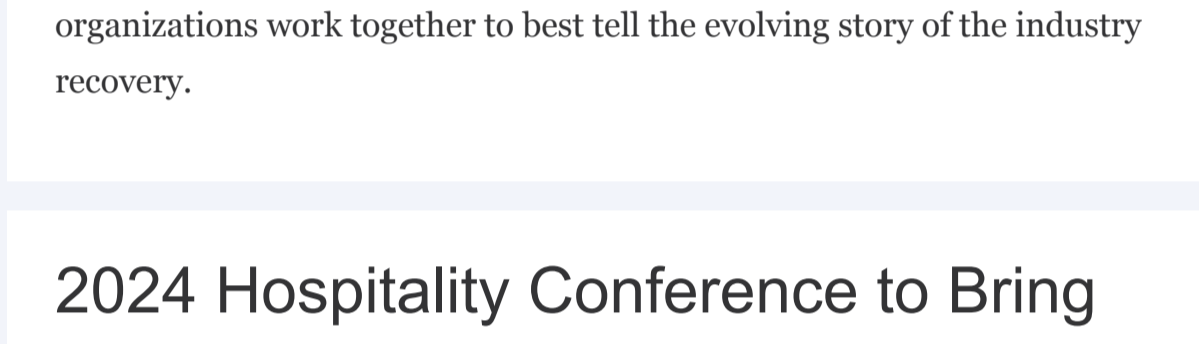 organizations work together to best tell the evolving story of the industry
recovery.
2024 Hospitality Conference to Bring